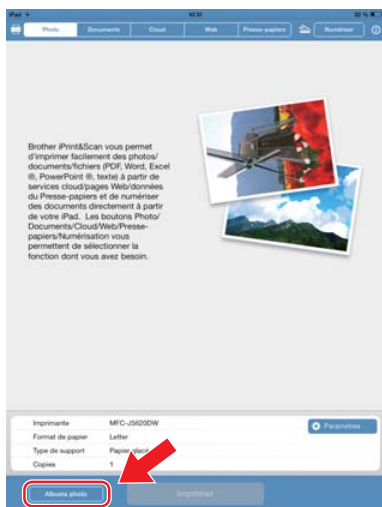 iPad
10:31
Photo Documents Cloud Web Presse-papiers Numériser
Brother iPrint&Scan vous permet
d'imprimer facilement des photos/
documents/fichiers (PDF, Word, Excel
®, PowerPoint ®, texte) à partir de
services cloud/pages Web/données
du Presse-papiers et de numériser
des documents directement à partir
de votre iPad. Les boutons Photo/
Documents/Cloud/Web/Presse-
papiers/Numérisation vous
permettent de sélectionner la
fonction dont vous avez besoin.
Imprimante MFC-J5620DW
Paramètres
Format de papier Letter
Type de support Papier glacé
Copies 1
Albums photo Imprimer